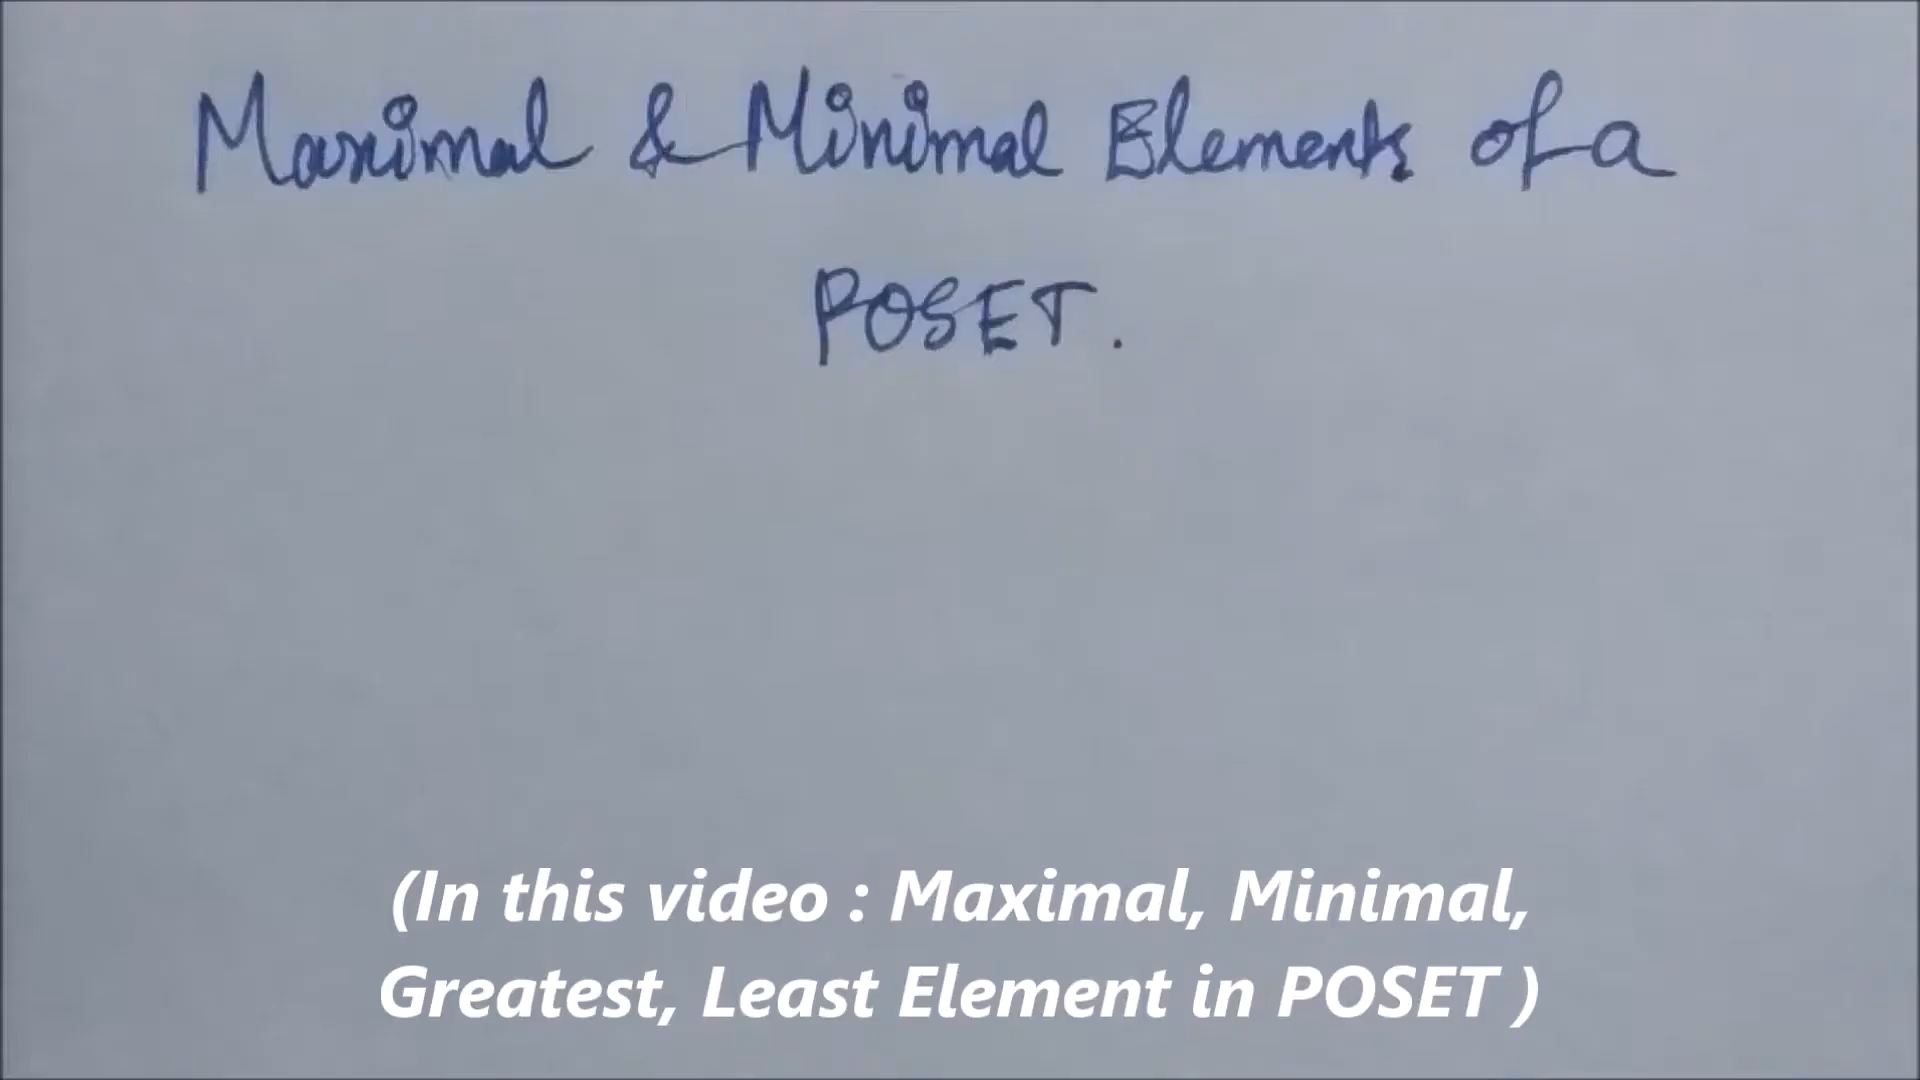 Maximal & Minimal Elements of a
POSET.
(In this video : Maximal, Minimal,
Greatest, Least Element in POSET )